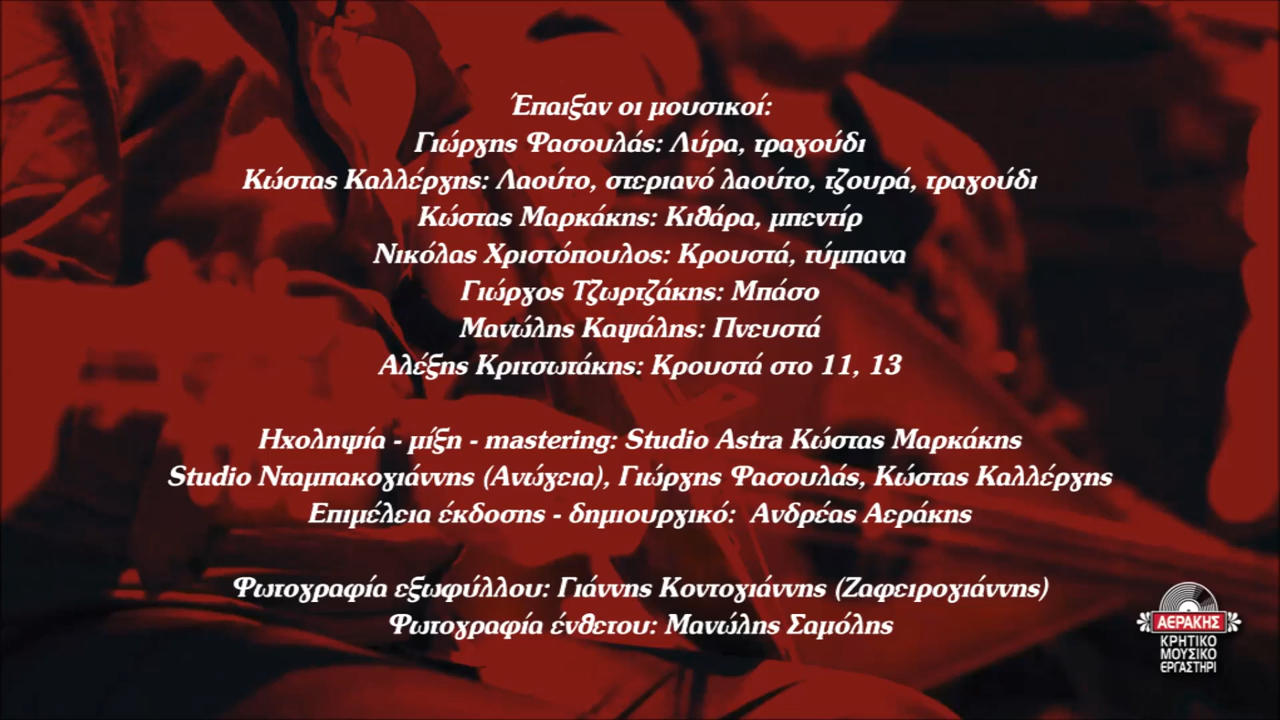 Έπαιξαν οι μουσικοί:
Γιώργης Φασουλάς: Λύρα, τραγούδι
Κώστας Καλλέργης: Λαούτο, στεριανό λαούτο, τζουρά, τραγούδι
Κώστας Μαρκάκης: Κιθάρα, μπεντίρ
Νικόλας Χριστόπουλος: Κρουστά, τύμπανα
Γιώργος Τζωρτζάκης: Μπάσο
Μανώλης Καψάλης: Πνευστά
Αλέξης Κριτσωτάκης: Κρουστά στο 11, 13
Ηχοληψία - μίξη - mastering: Studio Astra Κώστας Μαρκάκης
Studio Νταμπακογιάννης (Ανώγεια), Γιώργης Φασουλάς, Κώστας Καλλέργης
Επιμέλεια έκδοσης - δημιουργικό: Ανδρέας Αεράκης
Φωτογραφία εξωφύλλου: Γιάννης Κοντογιάννης (Ζαφειρογιάννης)
Φωτογραφία ένθετου: Μανώλης Σαμόλης
ΑΕΡΑΚΗΣ
ΚΡΗΤΙΚΟ
ΜΟΥΣΙΚΟ
ΕΡΓΑΣΤΗΡΙ